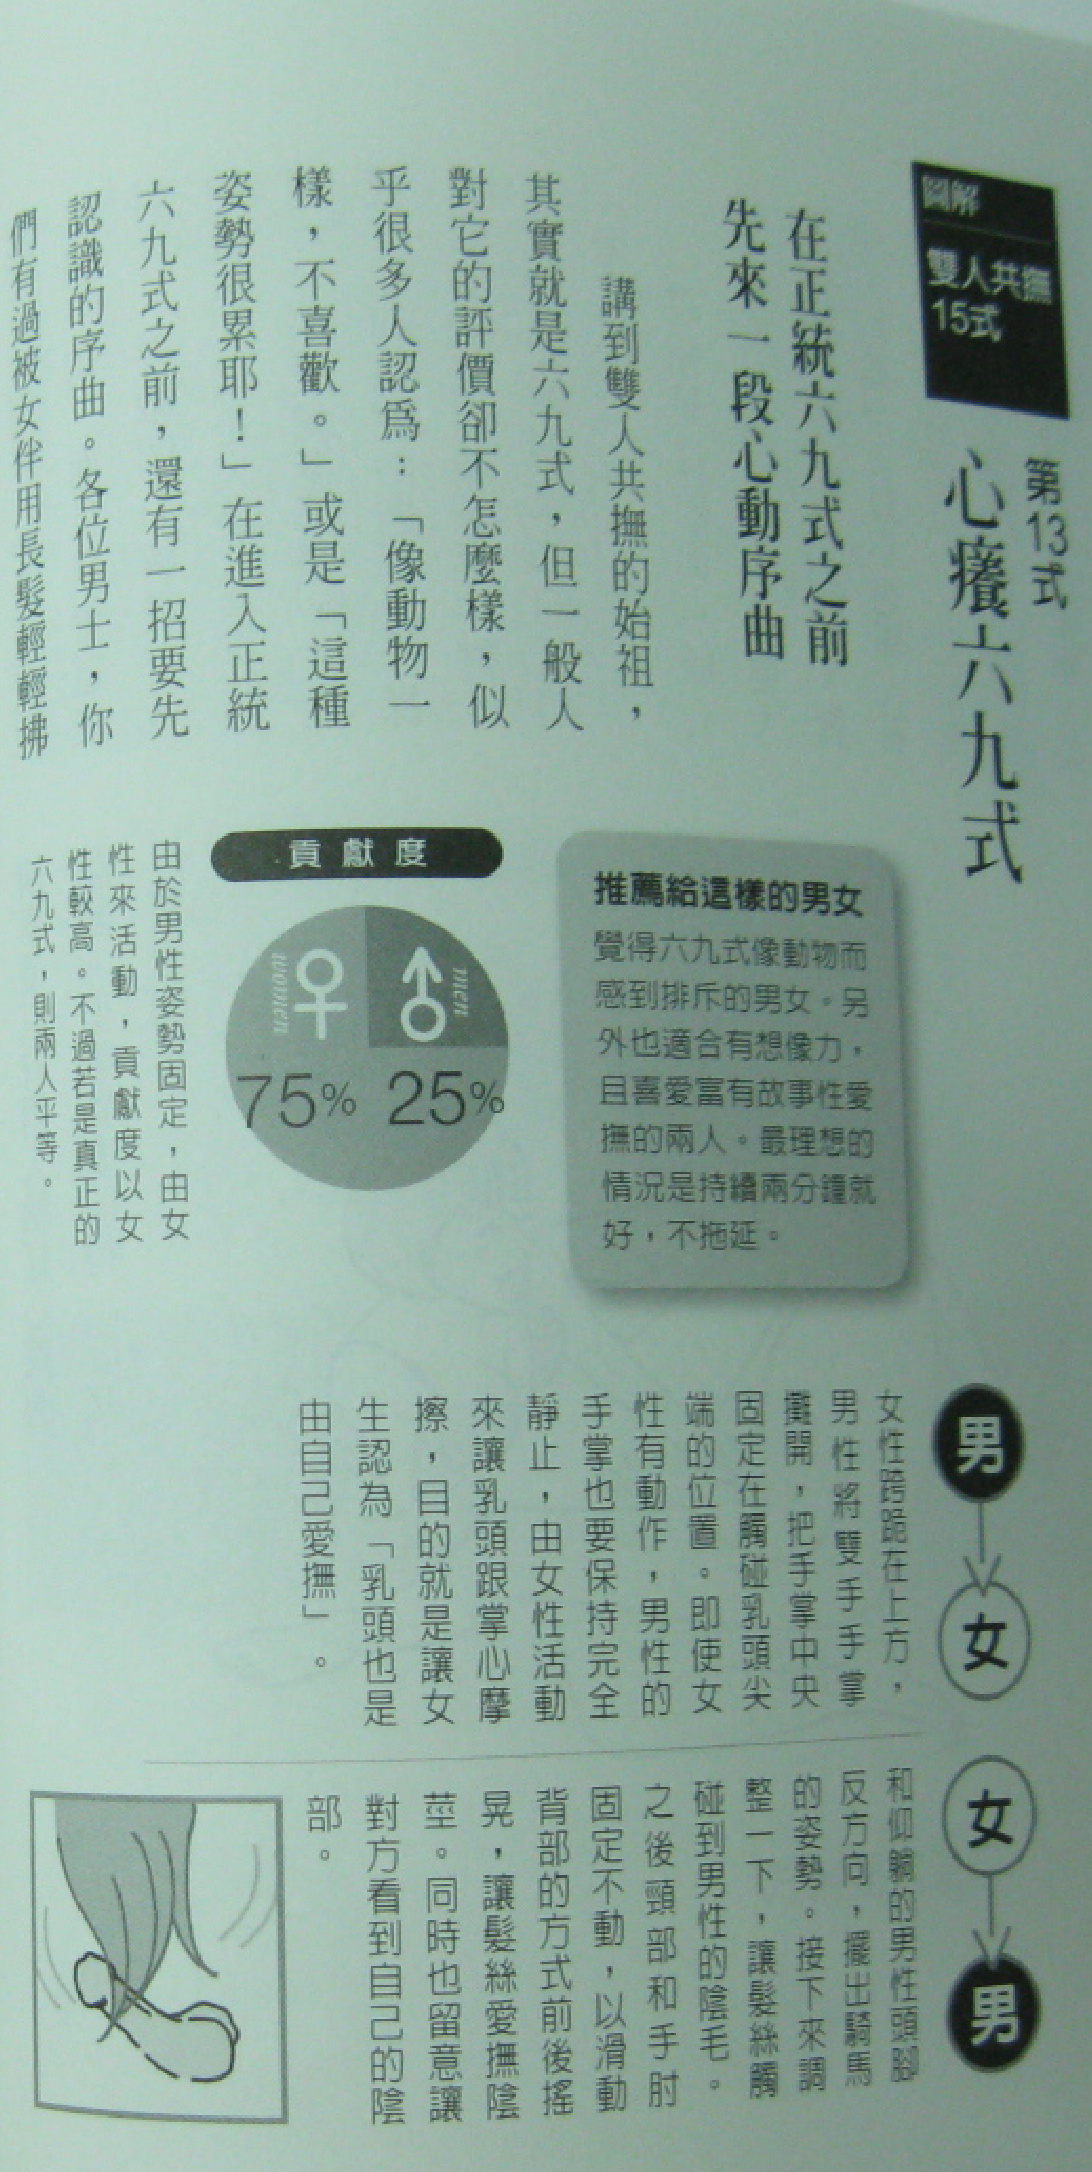 圖解
雙人共撫
15式
第13式
心癢六九式
在正統六九式之前
先來一段心動序曲
講到雙人共撫的始祖，
其實就是六九式，但一般人
對它的評價卻不怎麼樣，似
乎很多人認爲：「像動物一
樣，不喜歡。」或是「這種
姿勢很累耶！」在進入正統
六九式之前，還有一招要先
認識的序曲。各位男士，你
們有過被女伴用長髮輕輕拂
推薦給這樣的男女
覺得六九式像動物而
感到排斥的男女。另
外也適合有想像力，
且喜愛富有故事性愛
撫的兩人。最理想的
情況是持續兩分鐘就
好，不拖延。
貢獻度
women
men
75%
25%
由於男性姿勢固定，由女
性來活動，貢獻度以女
性較高。不過若是真正的
六九式，則兩人平等。
男
女
女性跨跪在上方，
男性將雙手手掌
攤開，把手掌中央
固定在觸碰乳頭尖
端的位置。即使女
性有動作，男性的
手掌也要保持完全
靜止，由女性活動
來讓乳頭跟掌心摩
擦，目的就是讓女
生認為「乳頭也是
由自己愛撫」。
女
男
和仰躺的男性頭腳
反方向，擺出騎馬
的姿勢。接下來調
整一下，讓髮絲觸
碰到男性的陰毛。
之後頸部和手肘
固定不動，以滑動
背部的方式前後搖
晃，讓髮絲愛撫陰
莖。同時也留意讓
對方看到自己的陰
部。